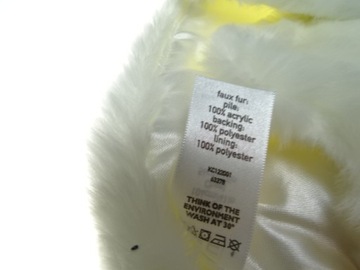 faux fur:
pile:
100% acrylic
backing:
100% polyester
lining:
100% polyester
THINK OF THE
ENVIRONMENT
WASH AT 30°